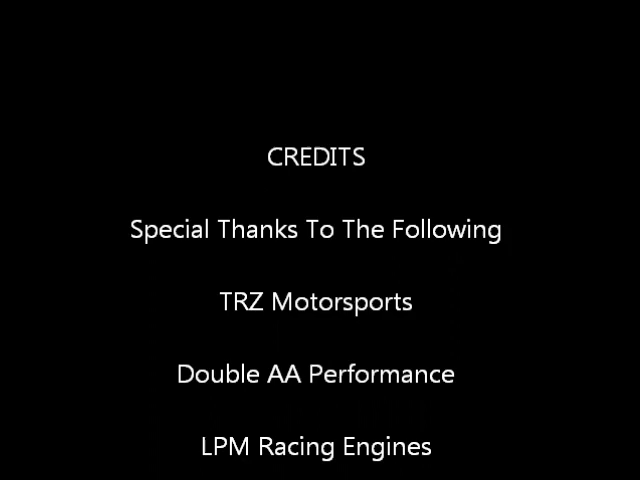 CREDITS
Special Thanks To The Following
TRZ Motorsports
Double AA Performance
LPM Racing Engines